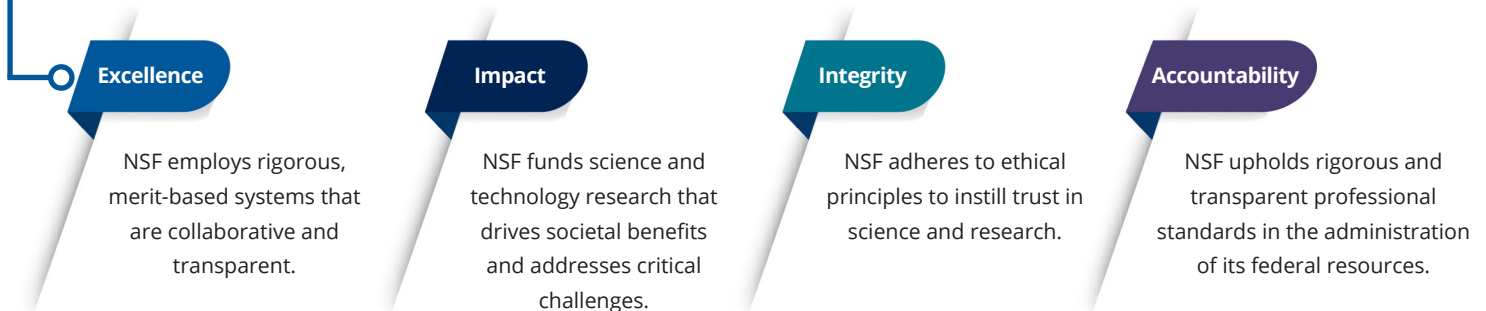 Excellence
NSF employs rigorous,
merit-based systems that
are collaborative and
transparent.
Impact
NSF funds science and
technology research that
drives societal benefits
and addresses critical
challenges.
Integrity
NSF adheres to ethical
principles to instill trust in
science and research.
Accountability
NSF upholds rigorous and
transparent professional
standards in the administration
of its federal resources.